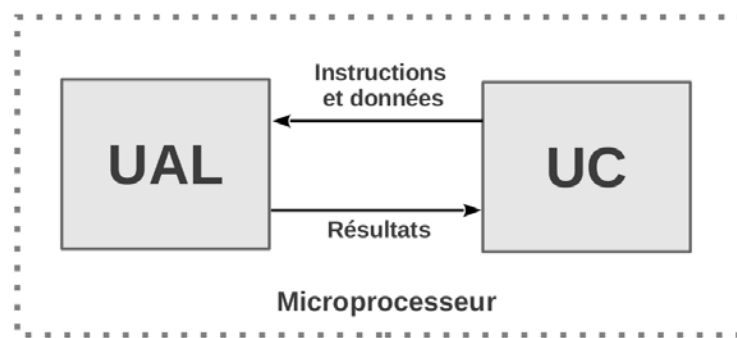 Instructions
et données
UAL
UC
Résultats
Microprocesseur